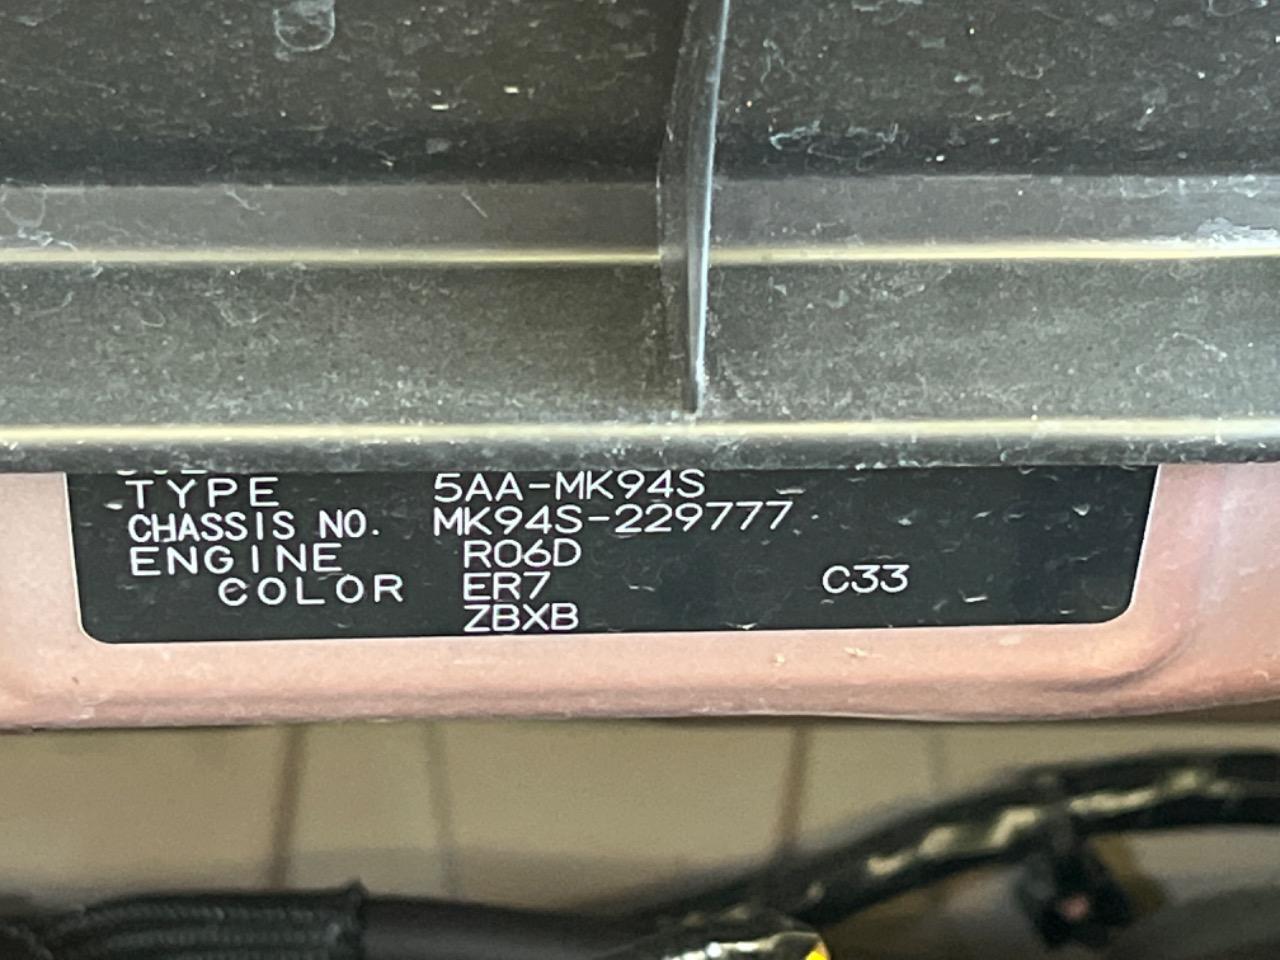 TYPE 5AA-MK94S
CHASSIS NO. MK94S-229777
ENGINE R06D
COLOR ER7 C33
ZBXB